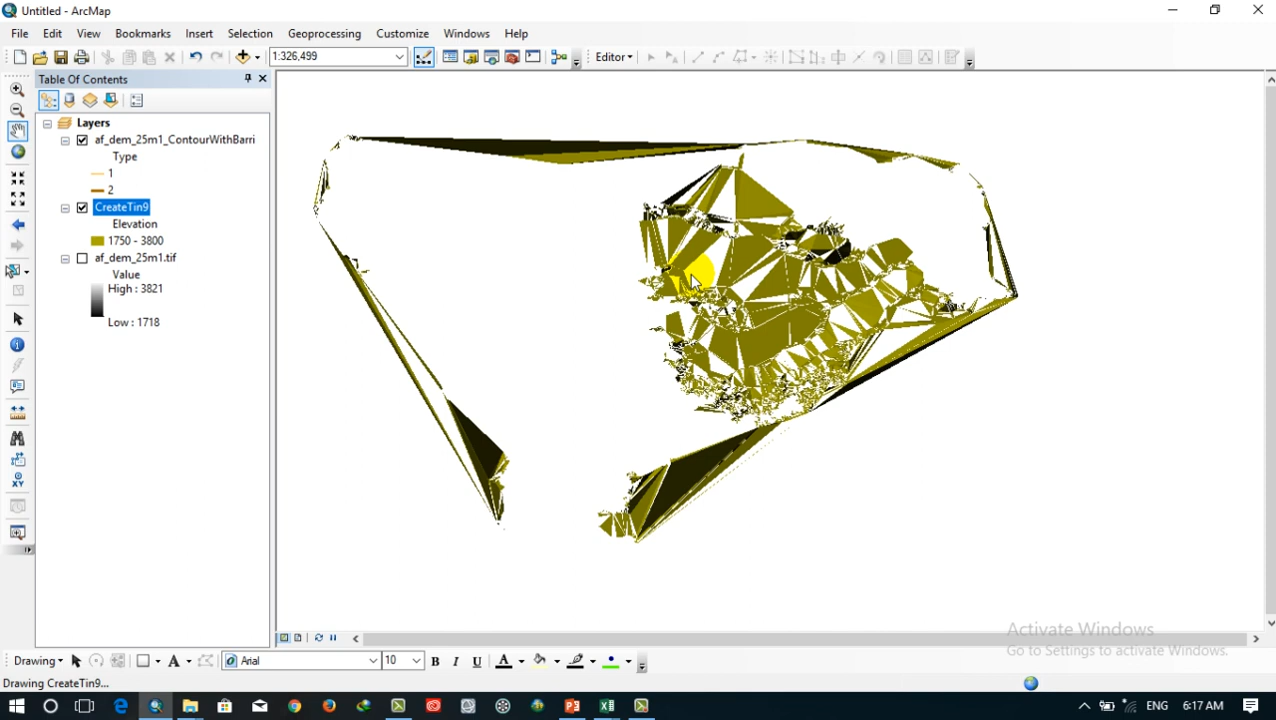 Untitled - ArcMap
File Edit View Bookmarks Insert Selection Geoprocessing Customize Windows Help
1:326,499
Editor
Table Of Contents
Layers
af_dem_25m1_ContourWithBarri
Type
1
2
CreateTin9
Elevation
1750 - 3800
af_dem_25m1.tif
Value
High : 3821
Low : 1718
Activate Windows
Go to Settings to activate Windows.
Drawing Arial 10 B I U A
Drawing CreateTin9...
ENG 6:17 AM